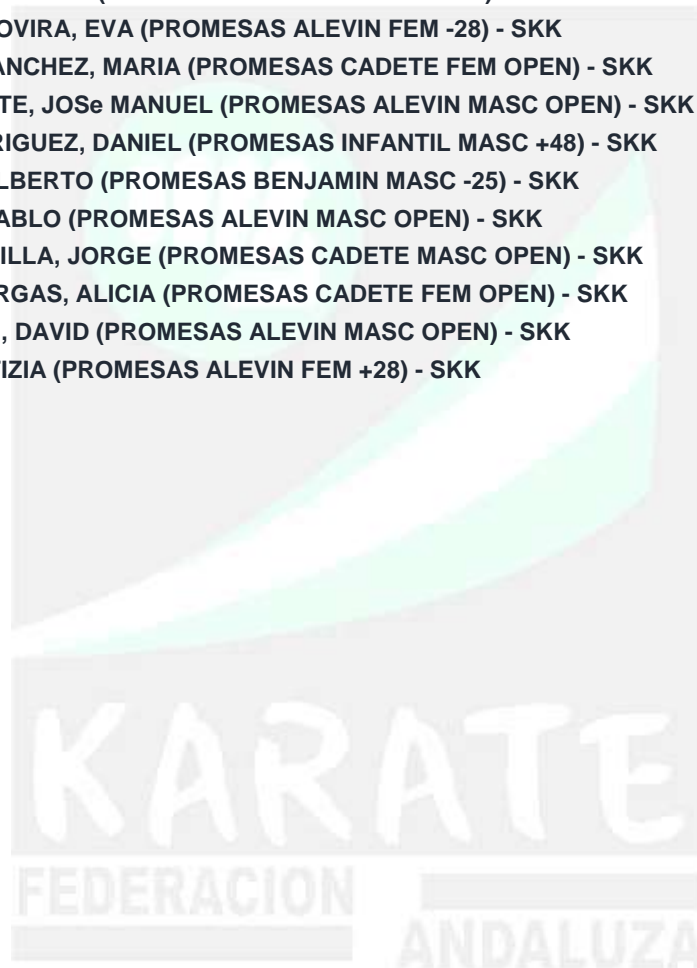 OVIRA, EVA (PROMESAS ALEVIN FEM -28) - SKK
ANCHEZ, MARIA (PROMESAS CADETE FEM OPEN) - SKK
TE, JOSe MANUEL (PROMESAS ALEVIN MASC OPEN) - SKK
RIGUEZ, DANIEL (PROMESAS INFANTIL MASC +48) - SKK
LBERTO (PROMESAS BENJAMIN MASC -25) - SKK
ABLO (PROMESAS ALEVIN MASC OPEN) - SKK
ILLA, JORGE (PROMESAS CADETE MASC OPEN) - SKK
RGAS, ALICIA (PROMESAS CADETE FEM OPEN) - SKK
, DAVID (PROMESAS ALEVIN MASC OPEN) - SKK
IZIA (PROMESAS ALEVIN FEM +28) - SKK
KARATE
FEDERACION
ANDALUZA